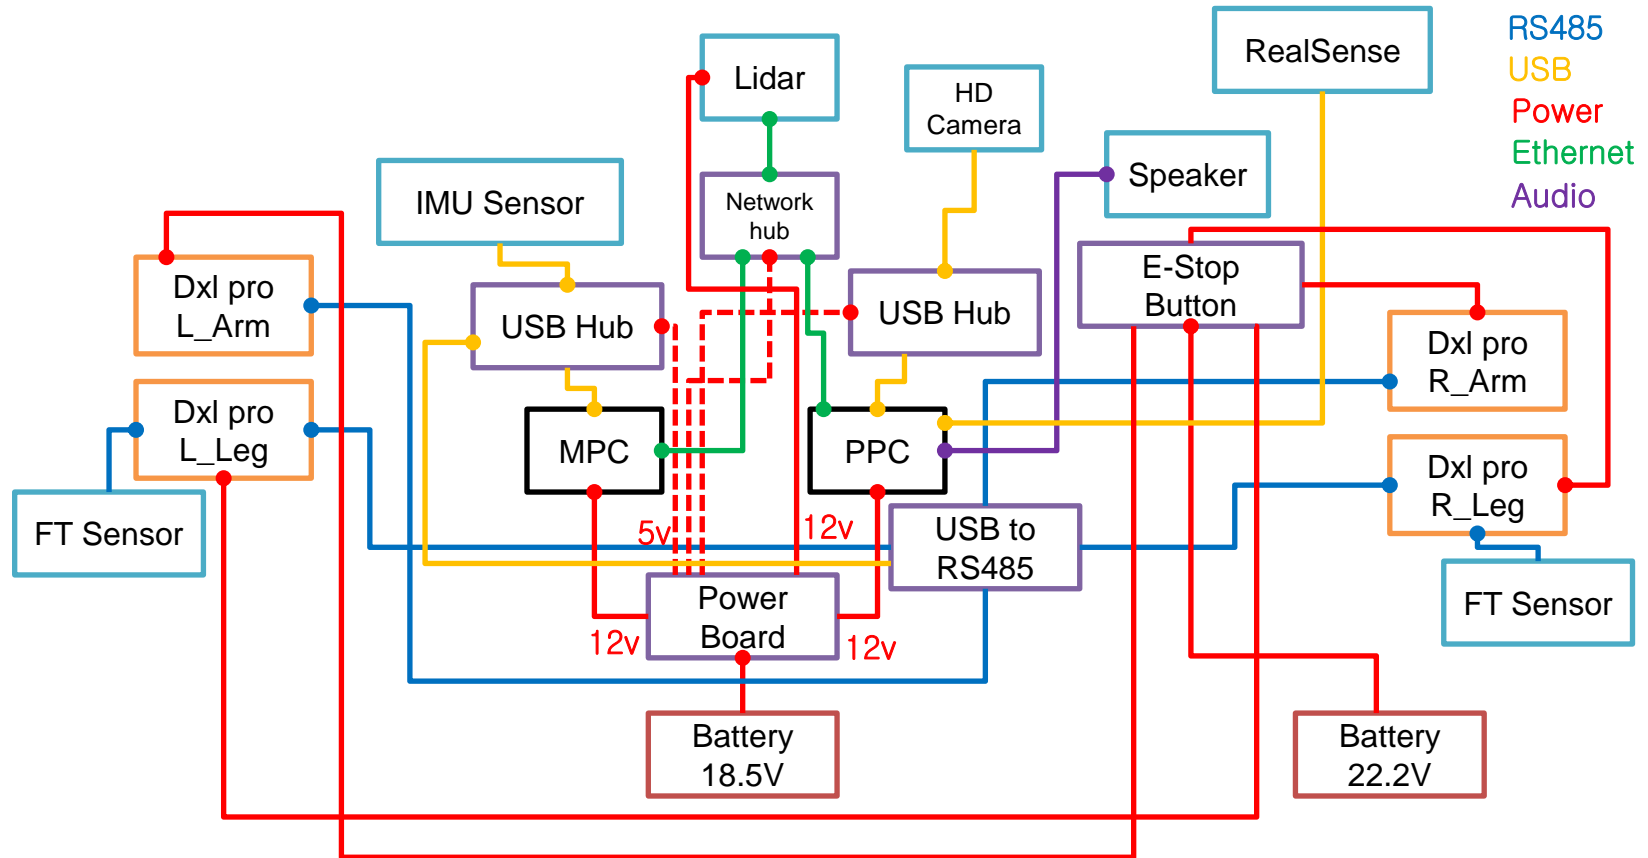 RealSense
RS485
USB
Power
Ethernet
Audio
Lidar
HD
Camera
Speaker
IMU Sensor
Network
hub
E-Stop
Button
Dxl pro
L_Arm
USB Hub
USB Hub
Dxl pro
R_Arm
Dxl pro
L_Leg
MPC
PPC
Dxl pro
R_Leg
FT Sensor
5v
12v
USB to
RS485
FT Sensor
Power
Board
12v
12v
Battery
18.5V
Battery
22.2V